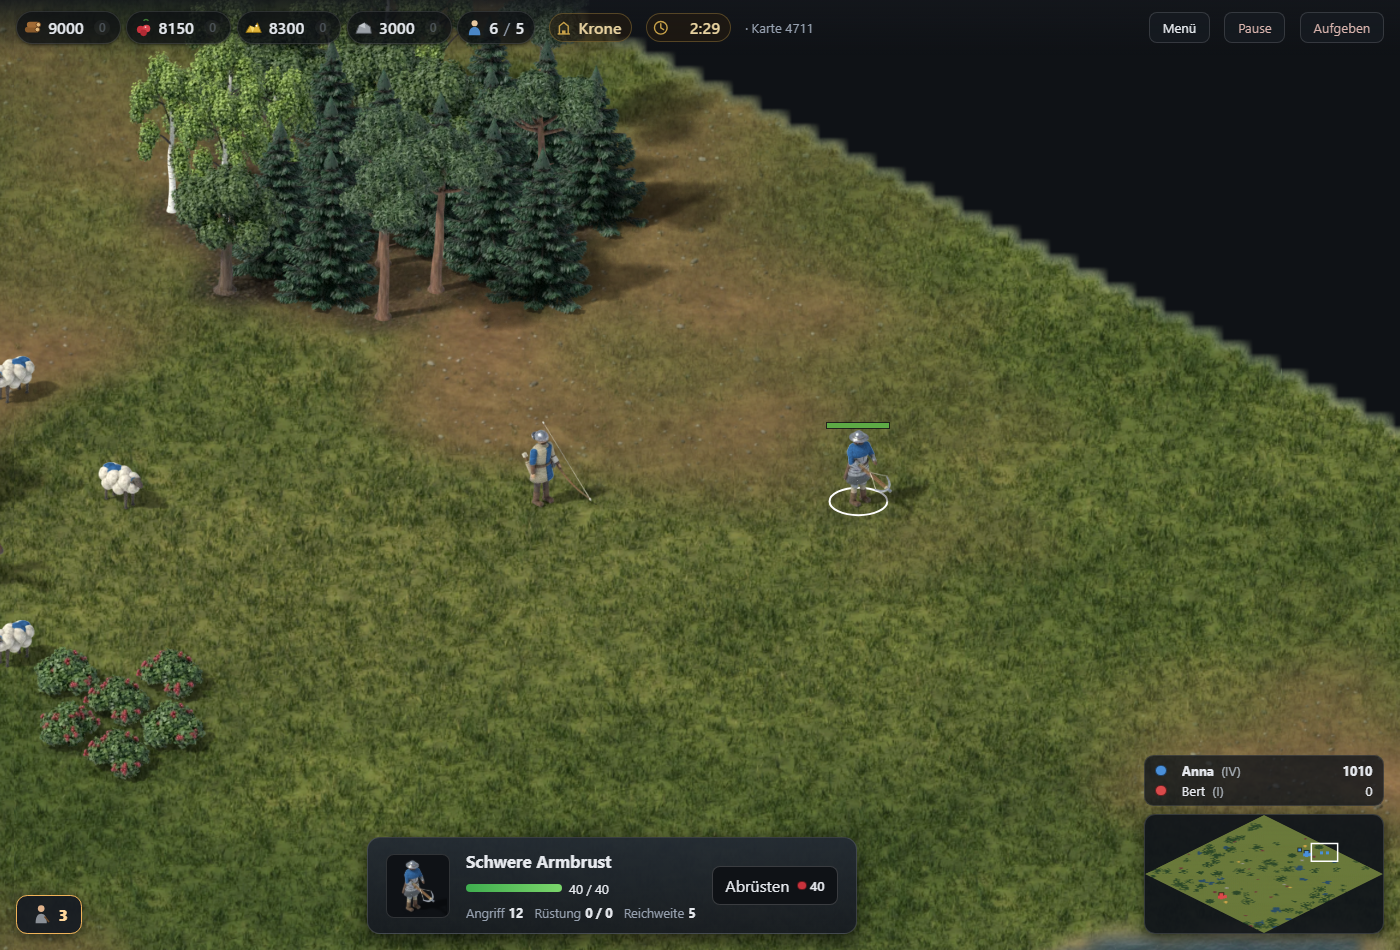 9000 0 8150 0 8300 0 3000 0 6 / 5 Krone 2:29 · Karte 4711 Menü Pause Aufgeben
Anna (IV) 1010
Bert (I) 0
Schwere Armbrust
40 / 40
Abrüsten 40
Angriff 12 Rüstung 0 / 0 Reichweite 5
3